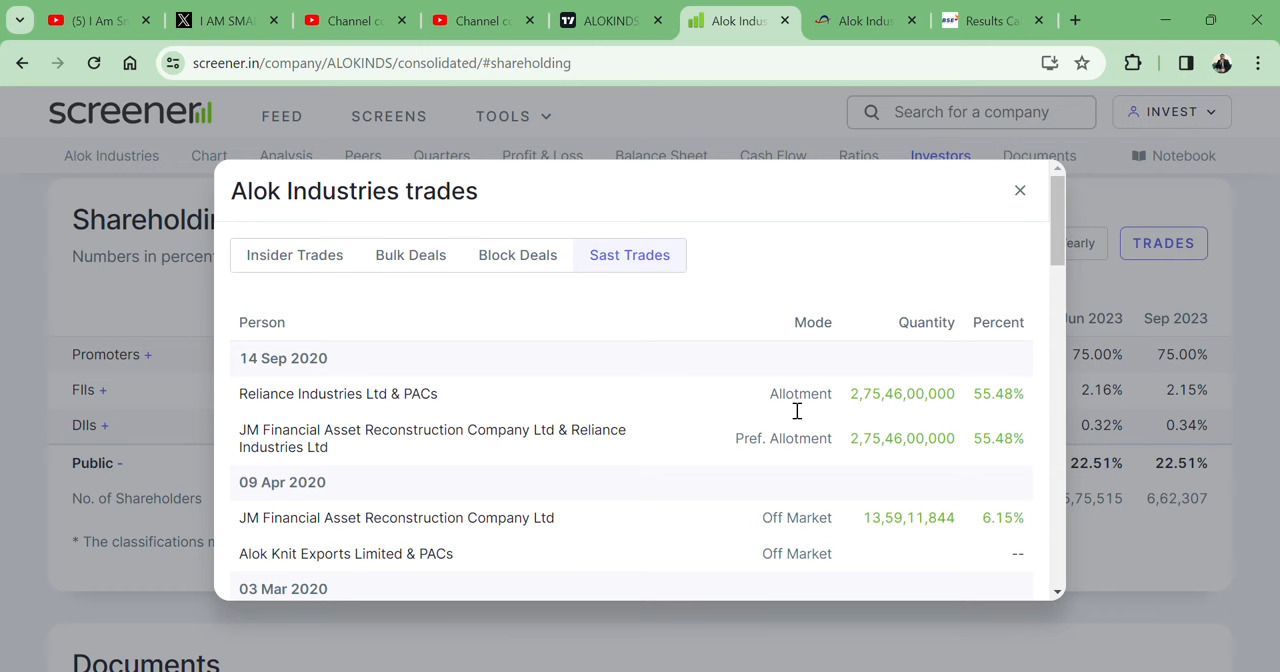 (5) I Am Sn
I AM SMA
Channel co
Channel co
ALOKINDS
Alok Indus
Alok Indus
BSE Results Ca
screener.in/company/ALOKINDS/consolidated/#shareholding
screener
FEED SCREENS TOOLS
Search for a company
INVEST
Alok Industries Chart Analysis Peers Quarters Profit & Loss Balance Sheet Cash Flow Ratios Investors Documents Notebook
Alok Industries trades
Shareholdin
Numbers in percen
early
TRADES
Insider Trades Bulk Deals Block Deals Sast Trades
Person Mode Quantity Percent
Jun 2023 Sep 2023
14 Sep 2020
Promoters + 75.00% 75.00%
Reliance Industries Ltd & PACs Allotment 2,75,46,00,000 55.48%
FIIs + 2.16% 2.15%
JM Financial Asset Reconstruction Company Ltd & Reliance
Industries Ltd Pref. Allotment 2,75,46,00,000 55.48%
DIIs + 0.32% 0.34%
Public - 22.51% 22.51%
09 Apr 2020
No. of Shareholders 5,75,515 6,62,307
JM Financial Asset Reconstruction Company Ltd Off Market 13,59,11,844 6.15%
* The classifications
Alok Knit Exports Limited & PACs Off Market --
03 Mar 2020
Documents